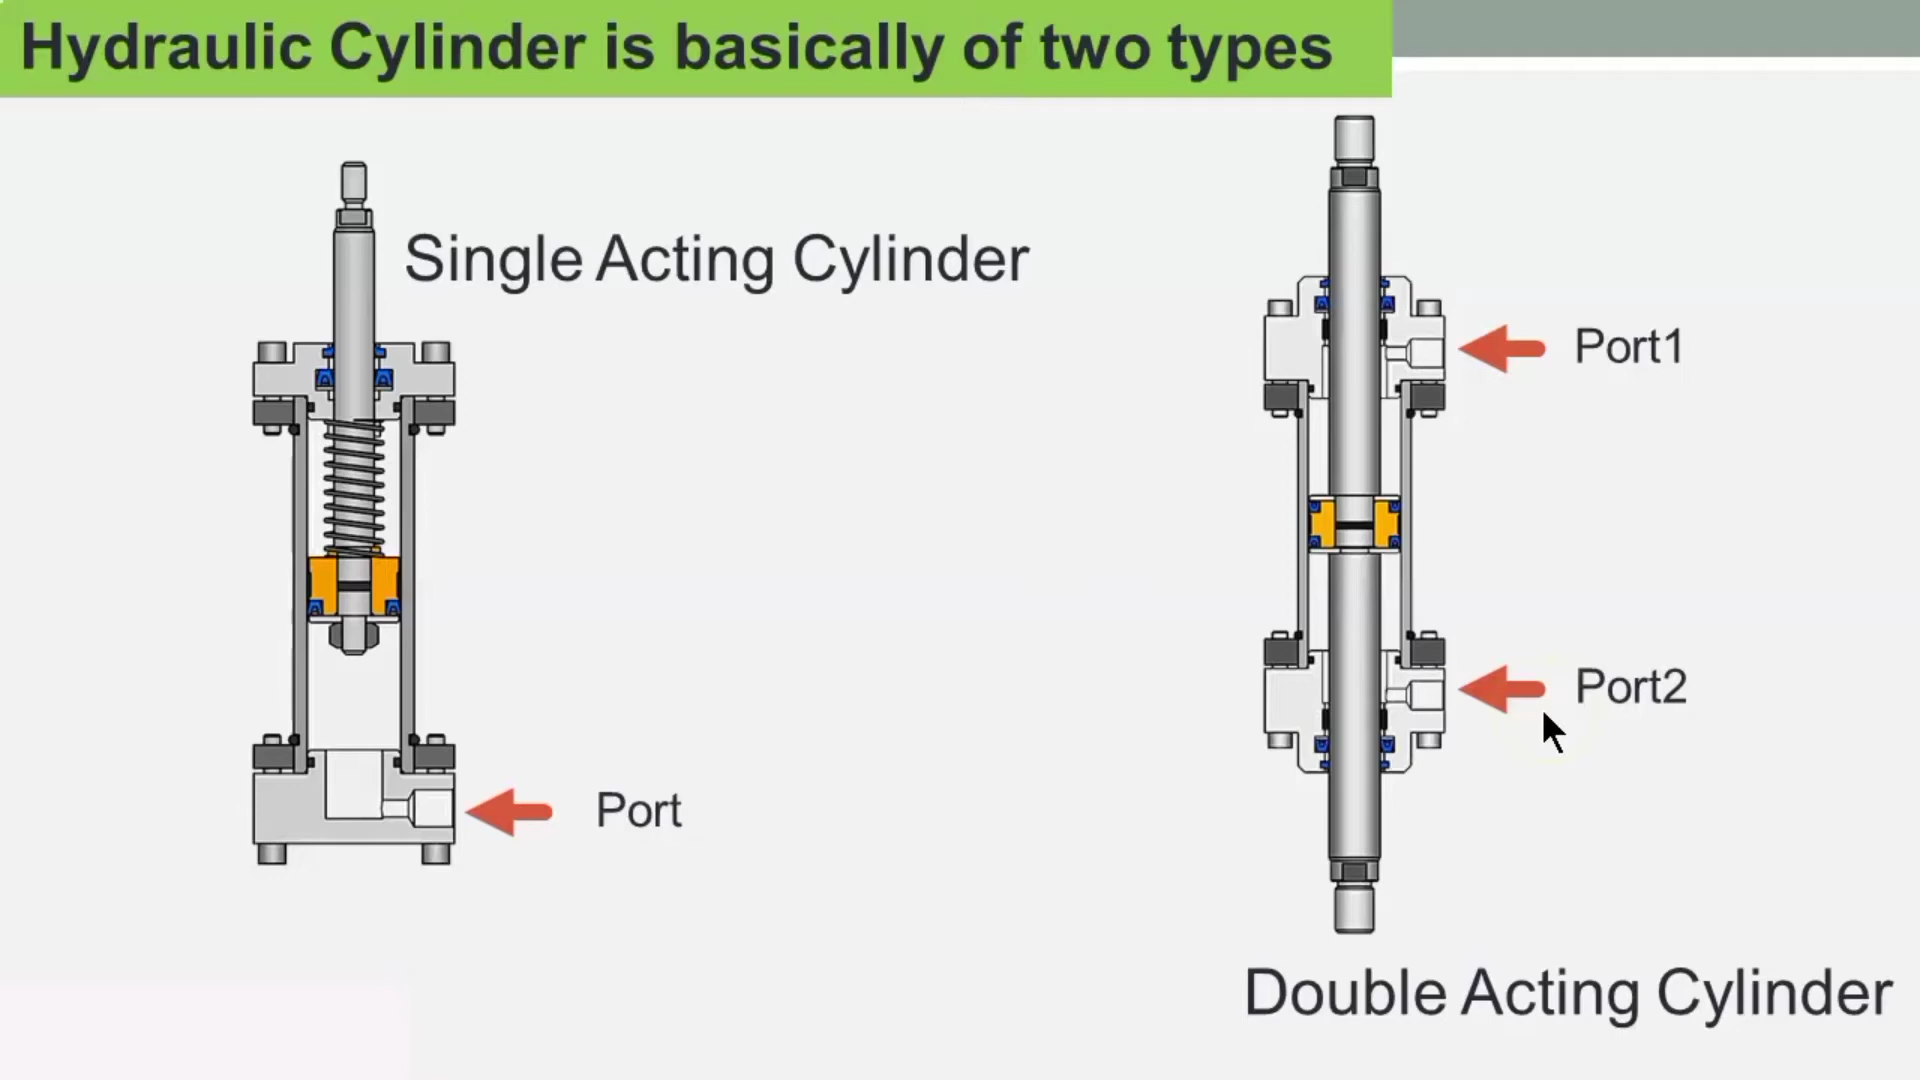 Hydraulic Cylinder is basically of two types
Single Acting Cylinder
Port1
Port2
Port
Double Acting Cylinder